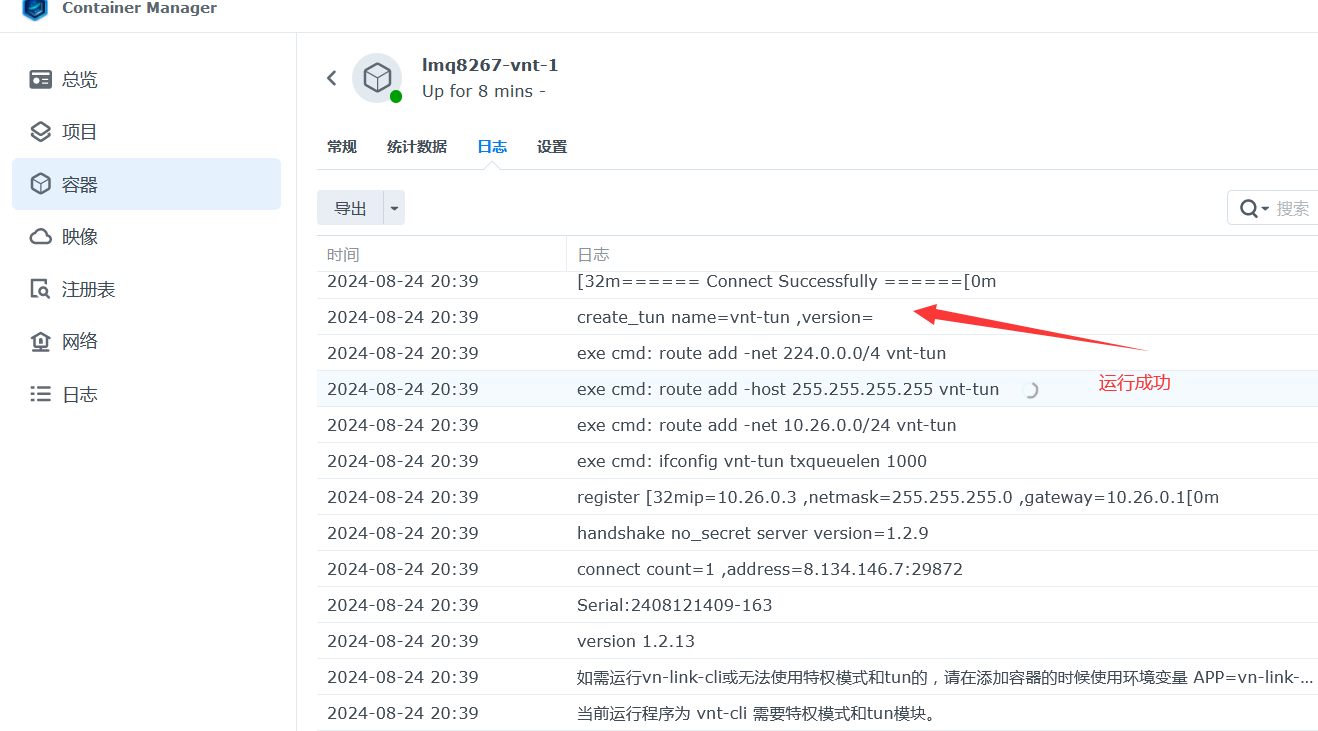 Container Manager
总览
项目
容器
映像
注册表
网络
日志
lmq8267-vnt-1
Up for 8 mins -
常规 统计数据 日志 设置
导出
搜索
时间 日志
2024-08-24 20:39 [32m====== Connect Successfully ======[0m
2024-08-24 20:39 create_tun name=vnt-tun ,version=
2024-08-24 20:39 exe cmd: route add -net 224.0.0.0/4 vnt-tun
2024-08-24 20:39 exe cmd: route add -host 255.255.255.255 vnt-tun
运行成功
2024-08-24 20:39 exe cmd: route add -net 10.26.0.0/24 vnt-tun
2024-08-24 20:39 exe cmd: ifconfig vnt-tun txqueuelen 1000
2024-08-24 20:39 register [32mip=10.26.0.3 ,netmask=255.255.255.0 ,gateway=10.26.0.1[0m
2024-08-24 20:39 handshake no_secret server version=1.2.9
2024-08-24 20:39 connect count=1 ,address=8.134.146.7:29872
2024-08-24 20:39 Serial:2408121409-163
2024-08-24 20:39 version 1.2.13
2024-08-24 20:39 如需运行vn-link-cli或无法使用特权模式和tun的，请在添加容器的时候使用环境变量 APP=vn-link-...
2024-08-24 20:39 当前运行程序为 vnt-cli 需要特权模式和tun模块。